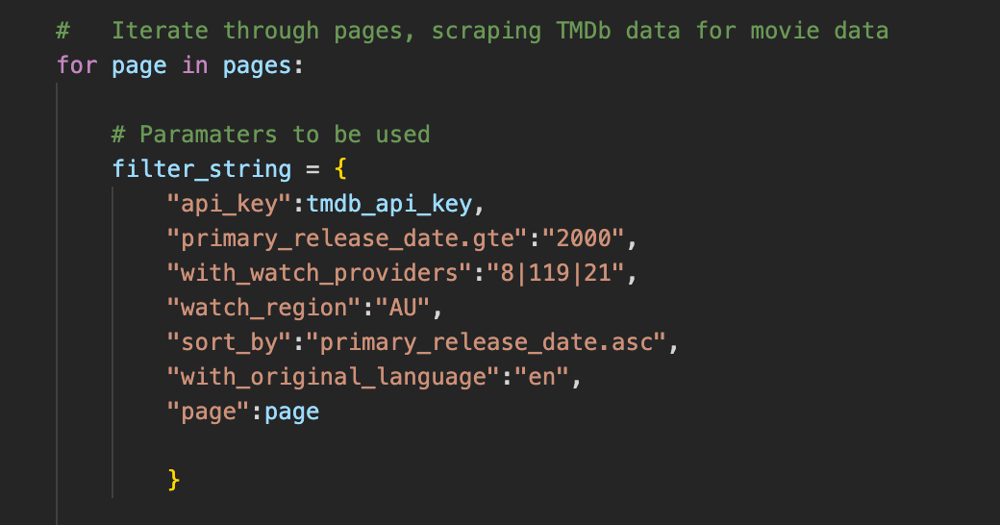 #   Iterate through pages, scraping TMDb data for movie data
for page in pages:
# Paramaters to be used
filter_string = {
"api_key":tmdb_api_key,
"primary_release_date.gte":"2000",
"with_watch_providers":"8|119|21",
"watch_region":"AU",
"sort_by":"primary_release_date.asc",
"with_original_language":"en",
"page":page
}